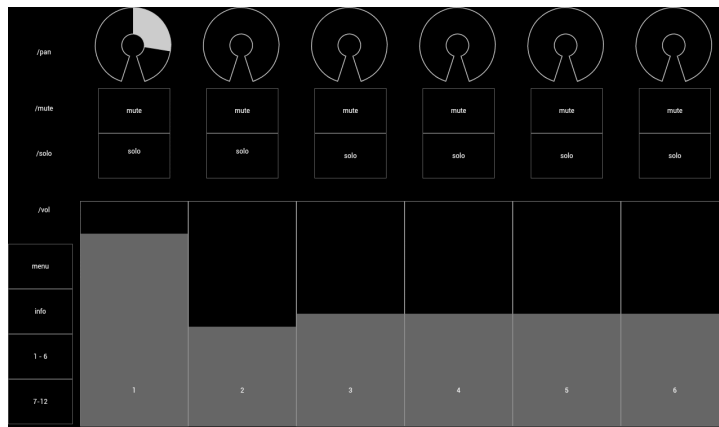 /pan
/mute mute mute mute mute mute mute
/solo solo solo solo solo solo solo
/vol
menu
info
1 - 6
1 2 3 4 5 6
7-12